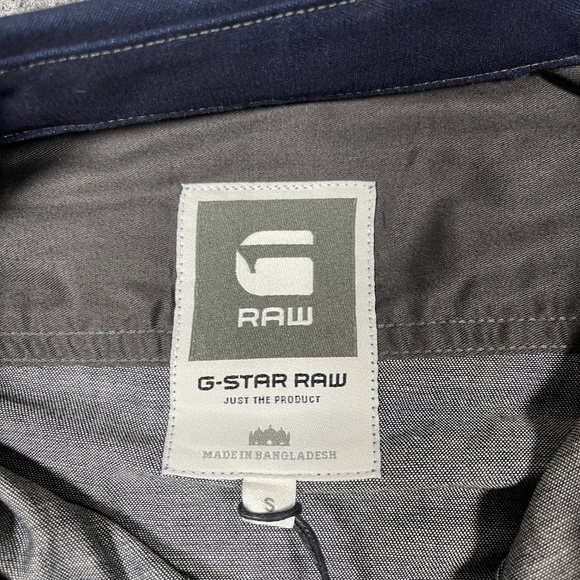 G
RAW
G-STAR RAW
JUST THE PRODUCT
MADE IN BANGLADESH
S